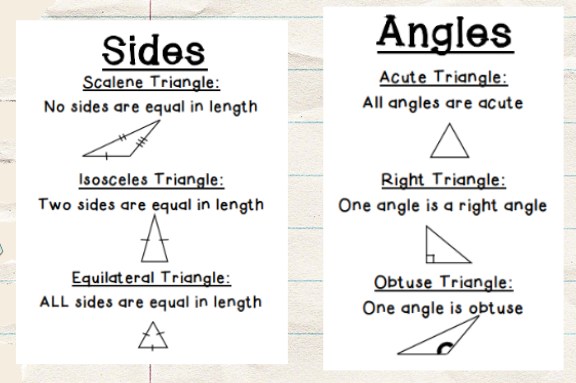 Sides
Scalene Triangle:
No sides are equal in length
Isosceles Triangle:
Two sides are equal in length
Equilateral Triangle:
ALL sides are equal in length
Angles
Acute Triangle:
All angles are acute
Right Triangle:
One angle is a right angle
Obtuse Triangle:
One angle is obtuse